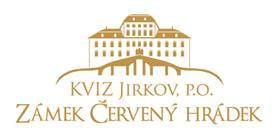 KVIZ JIRKOV, P.O.
ZÁMEK ČERVENÝ HRÁDEK